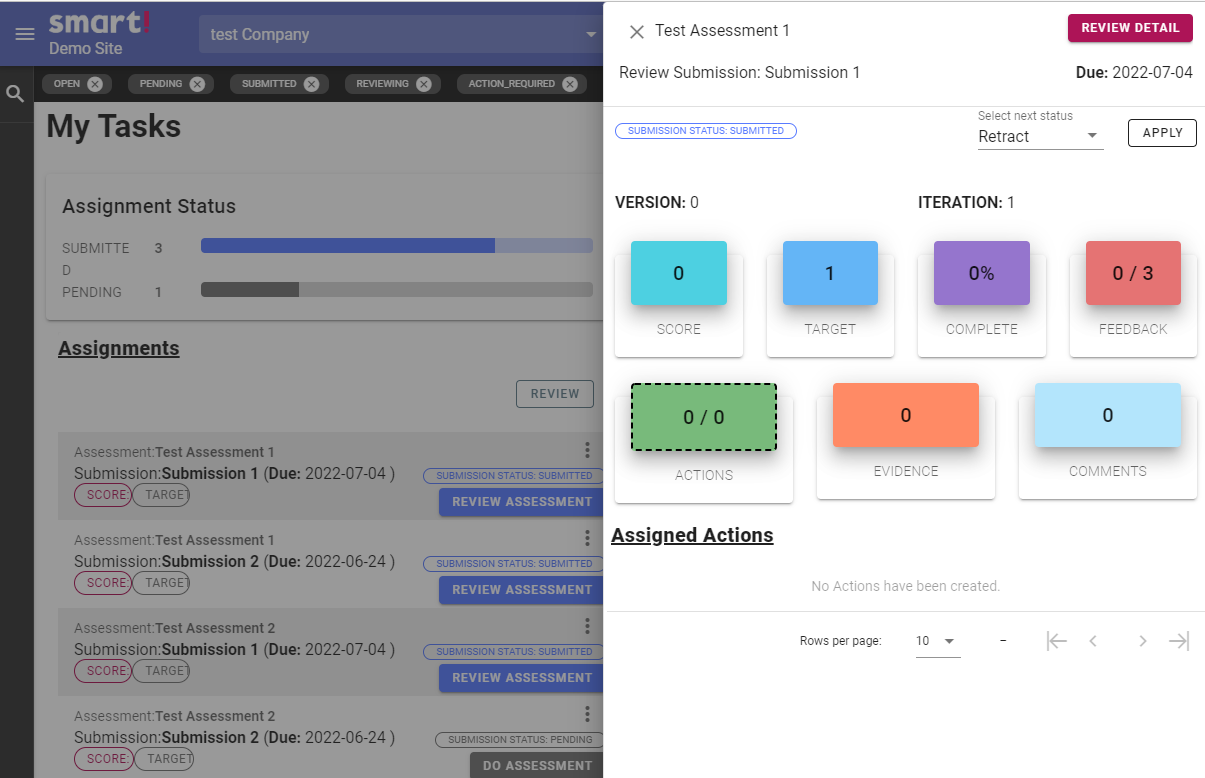 smart!
Demo Site
test Company
OPEN
PENDING
SUBMITTED
REVIEWING
ACTION_REQUIRED
My Tasks
Assignment Status
SUBMITTE
D
3
PENDING 1
Assignments
REVIEW
Assessment:Test Assessment 1
Submission:Submission 1 (Due: 2022-07-04 )
SUBMISSION STATUS: SUBMITTED
SCORE:
TARGET
REVIEW ASSESSMENT
Assessment:Test Assessment 1
Submission:Submission 2 (Due: 2022-06-24 )
SUBMISSION STATUS: SUBMITTED
SCORE:
TARGET
REVIEW ASSESSMENT
Assessment:Test Assessment 2
Submission:Submission 1 (Due: 2022-07-04 )
SUBMISSION STATUS: SUBMITTED
SCORE:
TARGET
REVIEW ASSESSMENT
Assessment:Test Assessment 2
Submission:Submission 2 (Due: 2022-06-24 )
SUBMISSION STATUS: PENDING
SCORE:
TARGET
DO ASSESSMENT
Test Assessment 1
REVIEW DETAIL
Review Submission: Submission 1
Due: 2022-07-04
SUBMISSION STATUS: SUBMITTED
Select next status
Retract
APPLY
VERSION: 0
ITERATION: 1
0
SCORE
1
TARGET
0%
COMPLETE
0 / 3
FEEDBACK
0 / 0
ACTIONS
0
EVIDENCE
0
COMMENTS
Assigned Actions
No Actions have been created.
Rows per page: 10 –